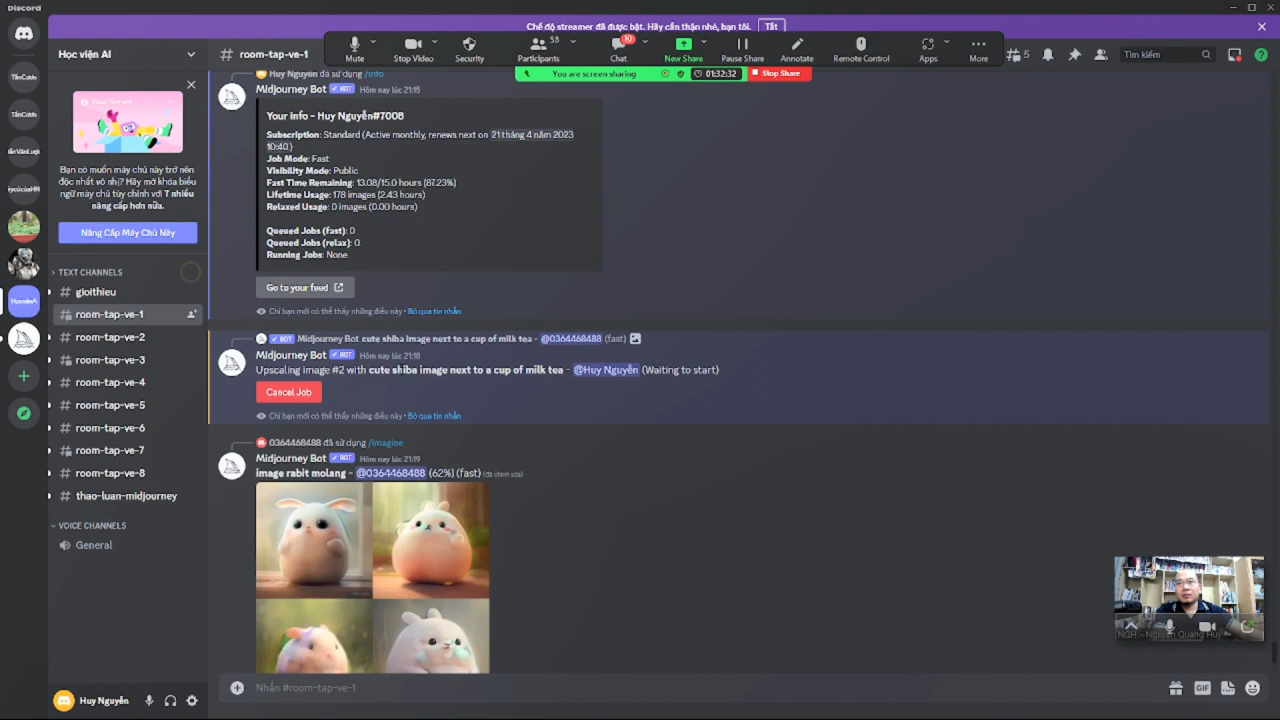 Discord
Chế độ streamer đã được bật. Hãy cẩn thận nhé, bạn tôi. Tắt
Học viện AI
# room-tap-ve-1
Mute
Stop Video
Security
58
Participants
10
Chat
New Share
Pause Share
Annotate
Remote Control
Apps
More
5
Tìm kiếm
You are screen sharing
01:32:32
Stop Share
TấnCươn
TấnCươn
Bạn có muốn máy chủ này trở nên
độc nhất vô nhị? Hãy mở khóa biểu
ngữ máy chủ tùy chỉnh với 7 nhiều
nâng cấp hơn nữa.
Nâng Cấp Máy Chủ Này
TEXT CHANNELS
# gioithieu
# room-tap-ve-1
# room-tap-ve-2
# room-tap-ve-3
# room-tap-ve-4
# room-tap-ve-5
# room-tap-ve-6
# room-tap-ve-7
# room-tap-ve-8
# thao-luan-midjourney
VOICE CHANNELS
General
Huy Nguyễn
Huy Nguyễn đã sử dụng /info
Midjourney Bot ✓ BOT Hôm nay lúc 21:15
Your info - Huy Nguyễn#7008
Subscription: Standard (Active monthly, renews next on 21 tháng 4 năm 2023
10:40)
Job Mode: Fast
Visibility Mode: Public
Fast Time Remaining: 13.08/15.0 hours (87.23%)
Lifetime Usage: 178 images (2.43 hours)
Relaxed Usage: 0 images (0.00 hours)
Queued Jobs (fast): 0
Queued Jobs (relax): 0
Running Jobs: None
Go to your feed
Chỉ bạn mới có thể thấy những điều này • Bỏ qua tin nhắn
✓ BOT Midjourney Bot cute shiba image next to a cup of milk tea - @0364468488 (fast)
Midjourney Bot ✓ BOT Hôm nay lúc 21:18
Upscaling image #2 with cute shiba image next to a cup of milk tea - @Huy Nguyễn (Waiting to start)
Cancel Job
Chỉ bạn mới có thể thấy những điều này • Bỏ qua tin nhắn
0364468488 đã sử dụng /imagine
Midjourney Bot ✓ BOT Hôm nay lúc 21:19
image rabit molang - @0364468488 (62%) (fast) (đã chỉnh sửa)
Nhắn #room-tap-ve-1
GIF
NQH - Nguyễn Quang Huy